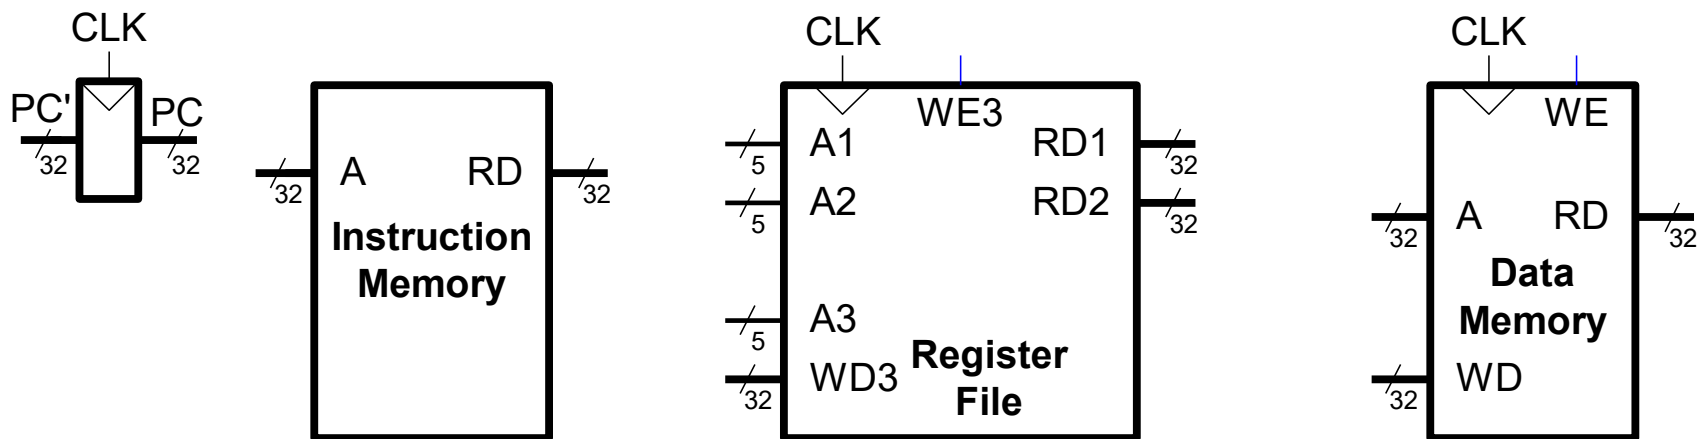 CLK
PC'
PC
32
32
A
RD
32
32
Instruction
Memory
CLK
WE3
A1
RD1
5
32
A2
RD2
5
32
A3
5
WD3
32
Register
File
CLK
WE
A
RD
32
32
Data
Memory
WD
32